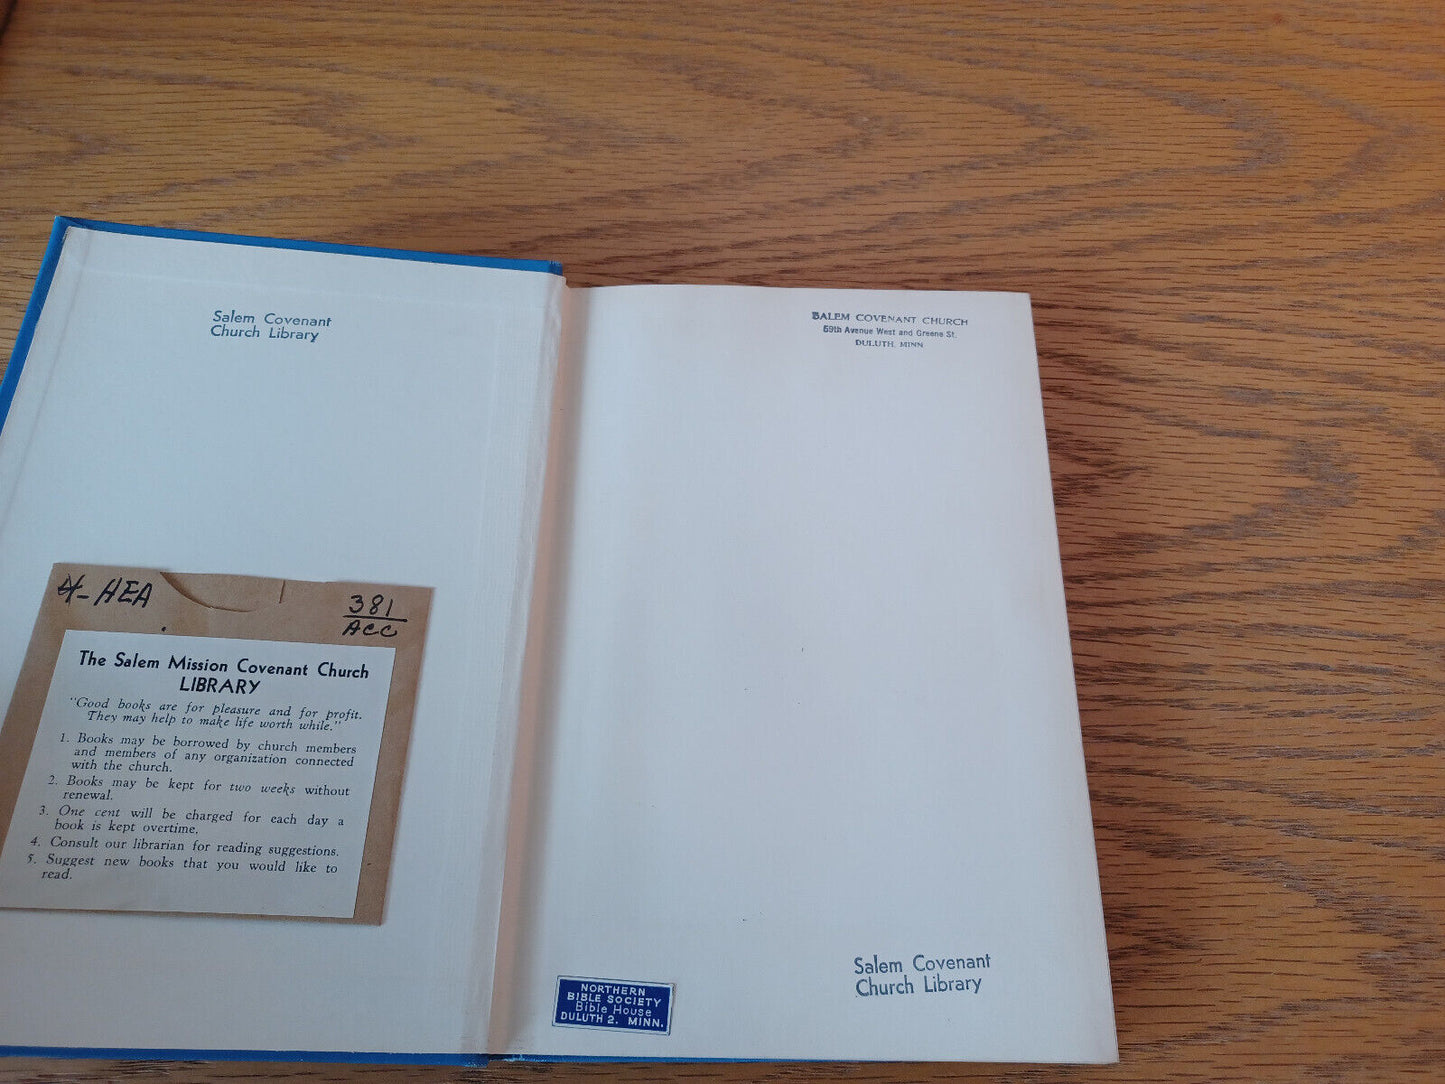 Salem Covenant
Church Library
H- HEA
381
ACC
The Salem Mission Covenant Church
LIBRARY
"Good books are for pleasure and for profit.
They may help to make life worth while."
1. Books may be borrowed by church members
and members of any organization connected
with the church.
2. Books may be kept for two weeks without
renewal.
3. One cent will be charged for each day a
book is kept overtime.
4. Consult our librarian for reading suggestions.
5. Suggest new books that you would like to
read.
SALEM COVENANT CHURCH
59th Avenue West and Greene St.
DULUTH, MINN
Salem Covenant
Church Library
NORTHERN
BIBLE SOCIETY
Bible House
DULUTH 2, MINN.